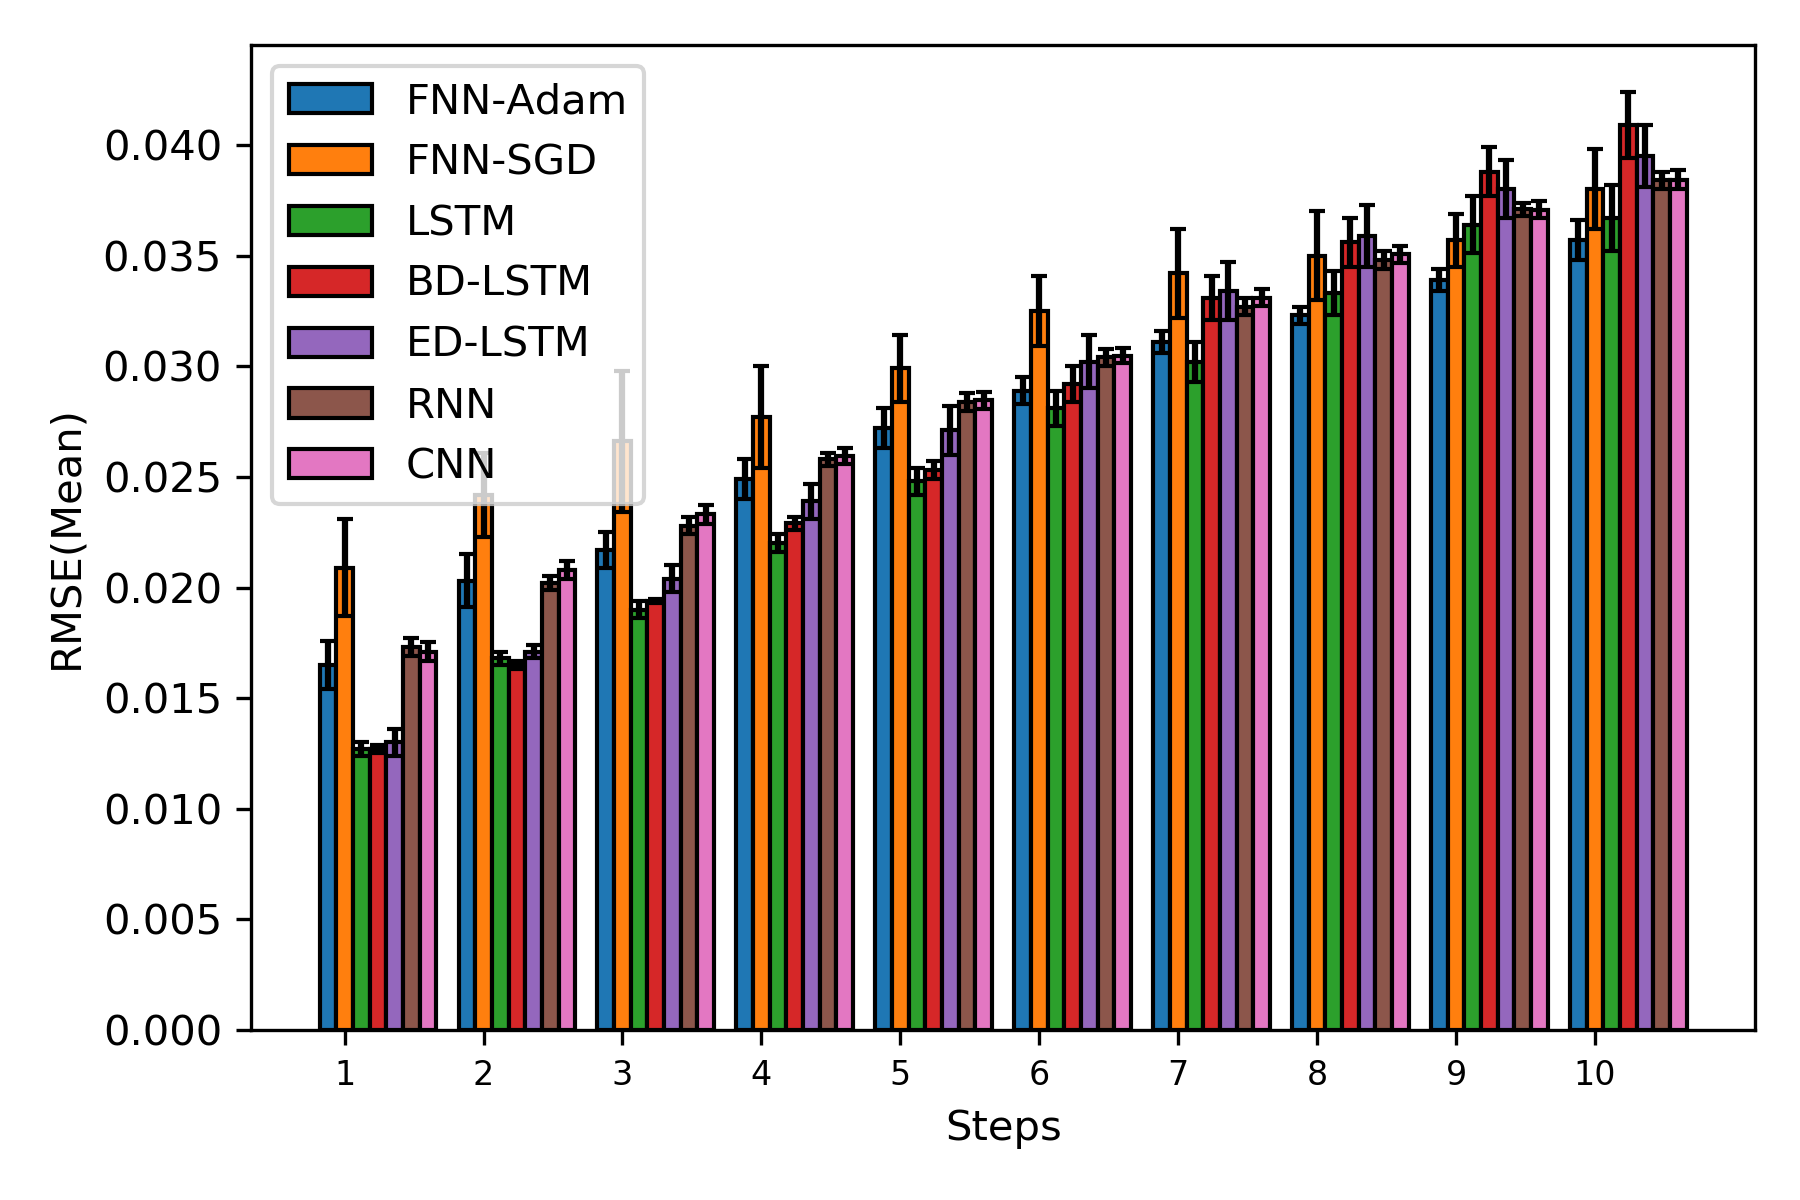 FNN-Adam
FNN-SGD
LSTM
BD-LSTM
ED-LSTM
RNN
CNN
RMSE(Mean)
0.040
0.035
0.030
0.025
0.020
0.015
0.010
0.005
0.000
1 2 3 4 5 6 7 8 9 10
Steps